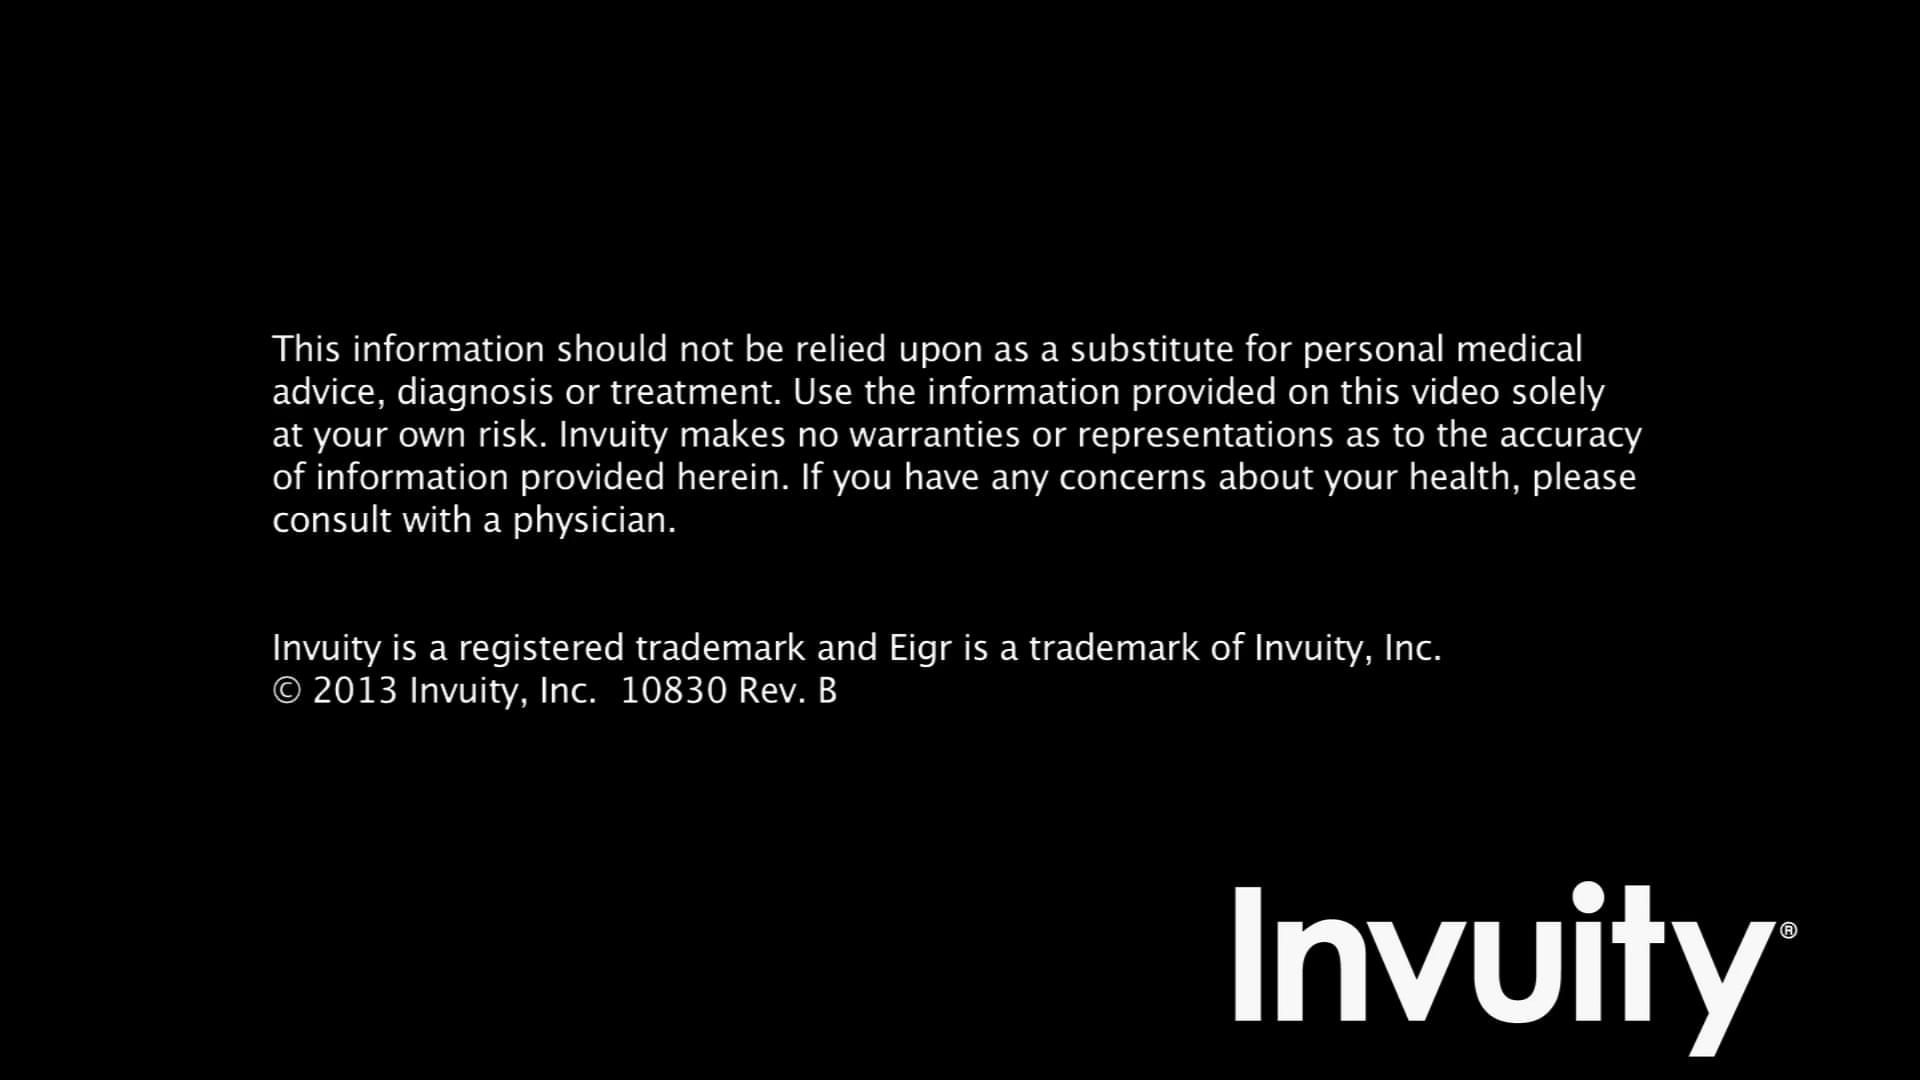 This information should not be relied upon as a substitute for personal medical
advice, diagnosis or treatment. Use the information provided on this video solely
at your own risk. Invuity makes no warranties or representations as to the accuracy
of information provided herein. If you have any concerns about your health, please
consult with a physician.
Invuity is a registered trademark and Eigr is a trademark of Invuity, Inc.
© 2013 Invuity, Inc.  10830 Rev. B
Invuity®